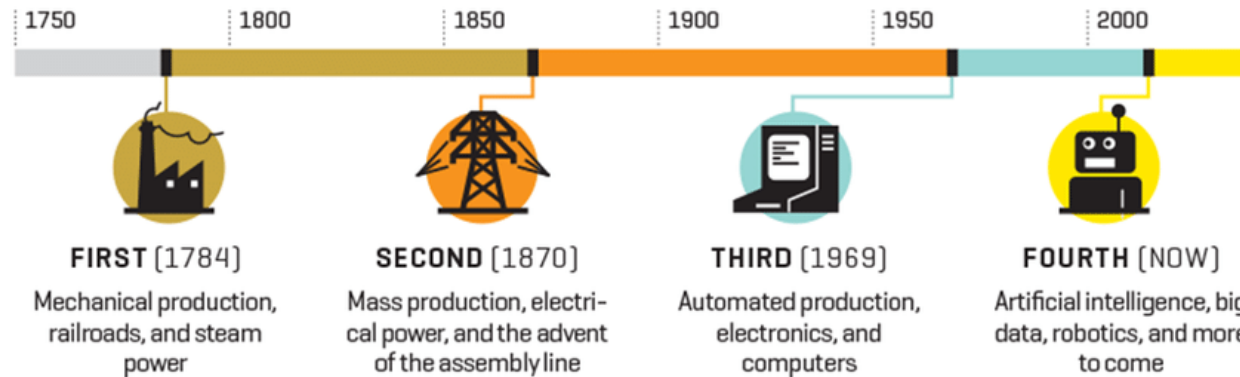 1750 1800 1850 1900 1950 2000
FIRST (1784)
Mechanical production,
railroads, and steam
power
SECOND (1870)
Mass production, electri-
cal power, and the advent
of the assembly line
THIRD (1969)
Automated production,
electronics, and
computers
FOURTH (NOW)
Artificial intelligence, big
data, robotics, and more
to come